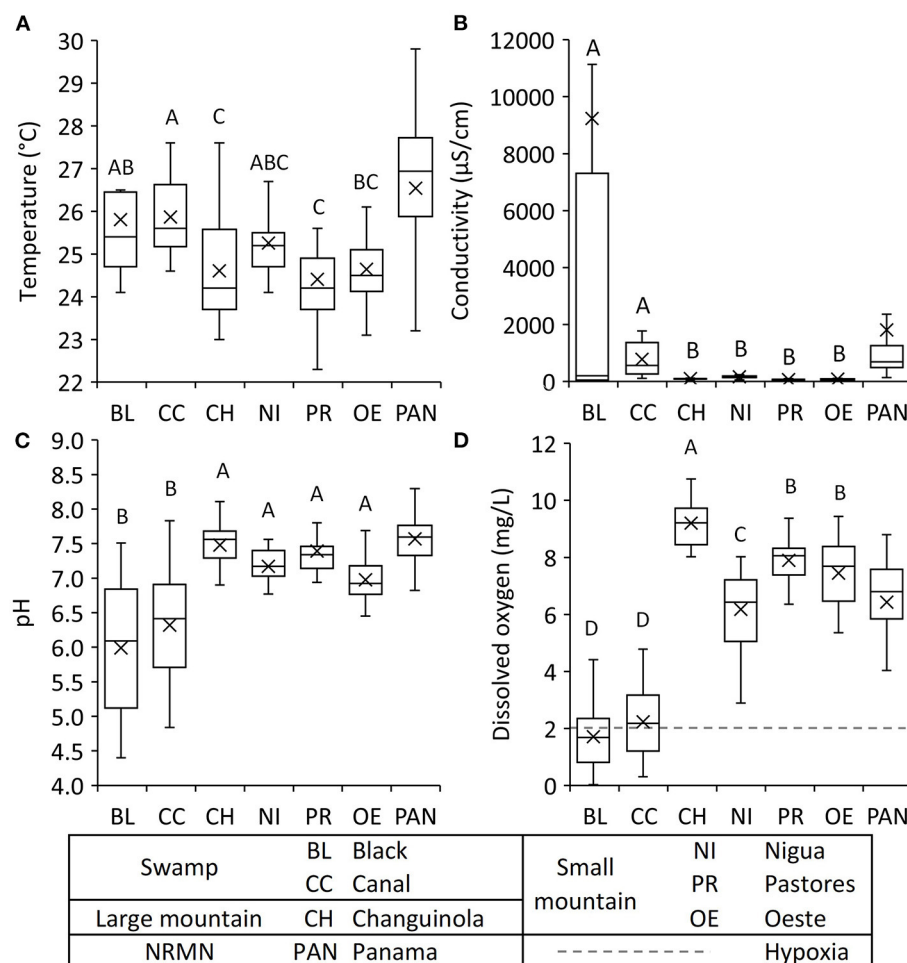 A
Temperature (°C)
30
29
28
27
26
25
24
23
22
AB
A
C
ABC
C
BC
BL CC CH NI PR OE PAN
B
Conductivity (µS/cm)
12000
10000
8000
6000
4000
2000
0
A
A
B
B
B
B
BL CC CH NI PR OE PAN
C
pH
9.0
8.5
8.0
7.5
7.0
6.5
6.0
5.5
5.0
4.5
4.0
B
B
A
A
A
A
BL CC CH NI PR OE PAN
D
Dissolved oxygen (mg/L)
12
10
8
6
4
2
0
D
D
A
C
B
B
BL CC CH NI PR OE PAN
Swamp
BL Black
CC Canal
Large mountain CH Changuinola
NRMN PAN Panama
Small
mountain
NI Nigua
PR Pastores
OE Oeste
Hypoxia